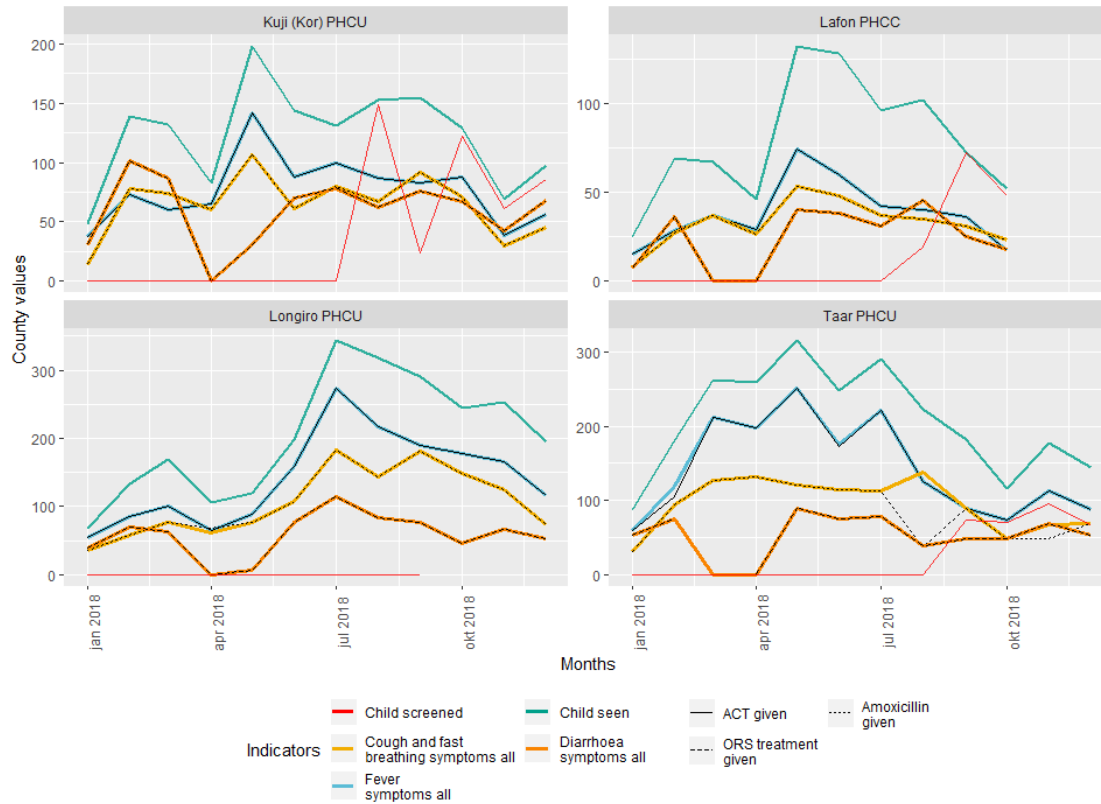 Kuji (Kor) PHCU
Lafon PHCC
200
150
100
50
0
100
50
0
Longiro PHCU
Taar PHCU
300
200
100
0
300
200
100
0
County values
jan 2018
apr 2018
jul 2018
okt 2018
jan 2018
apr 2018
jul 2018
okt 2018
Months
Indicators
Child screened
Cough and fast
breathing symptoms all
Fever
symptoms all
Child seen
Diarrhoea
symptoms all
ACT given
ORS treatment
given
Amoxicillin
given